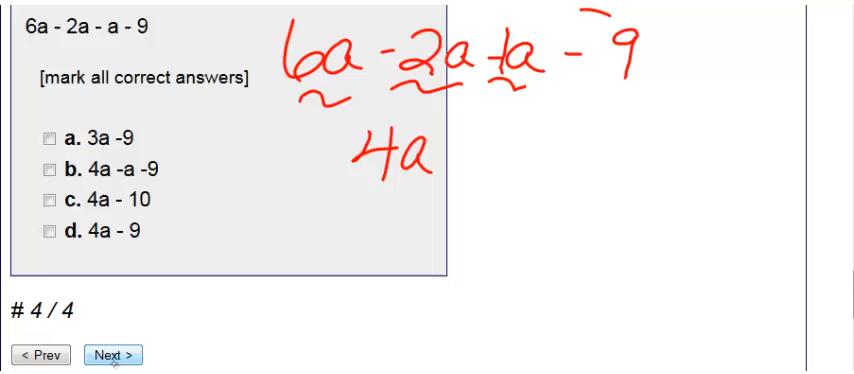 6a - 2a - a - 9
6a - 2a - 1a - 9
[mark all correct answers]
4a
a. 3a -9
b. 4a -a -9
c. 4a - 10
d. 4a - 9
# 4 / 4
< Prev Next >